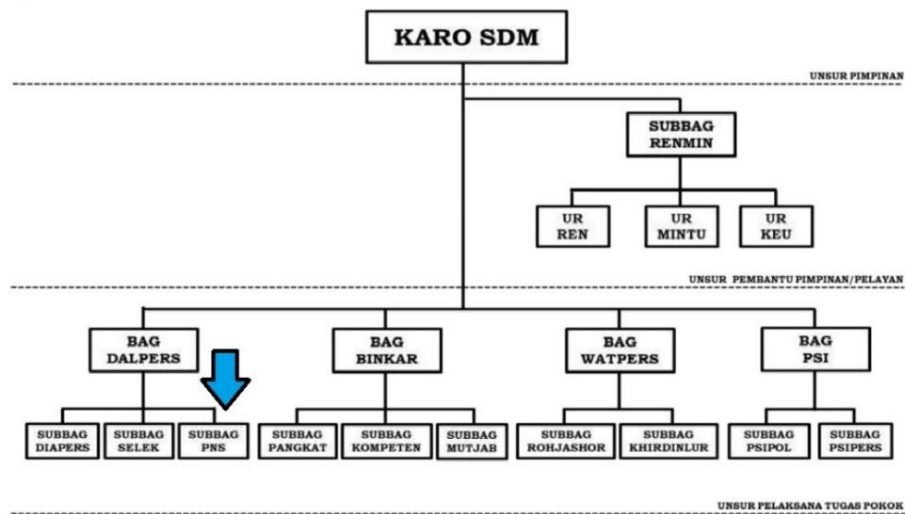 KARO SDM
UNSUR PIMPINAN
SUBBAG
RENMIN
UR
REN
UR
MINTU
UR
KEU
UNSUR PEMBANTU PIMPINAN/PELAYAN
BAG
DALPERS
BAG
BINKAR
BAG
WATPERS
BAG
PSI
SUBBAG
DIAPERS
SUBBAG
SELEK
SUBBAG
PNS
SUBBAG
PANGKAT
SUBBAG
KOMPETEN
SUBBAG
MUTJAB
SUBBAG
ROHJASHOR
SUBBAG
KHIRDINLUR
SUBBAG
PSIPOL
SUBBAG
PSIPERS
UNSUR PELAKSANA TUGAS POKOK